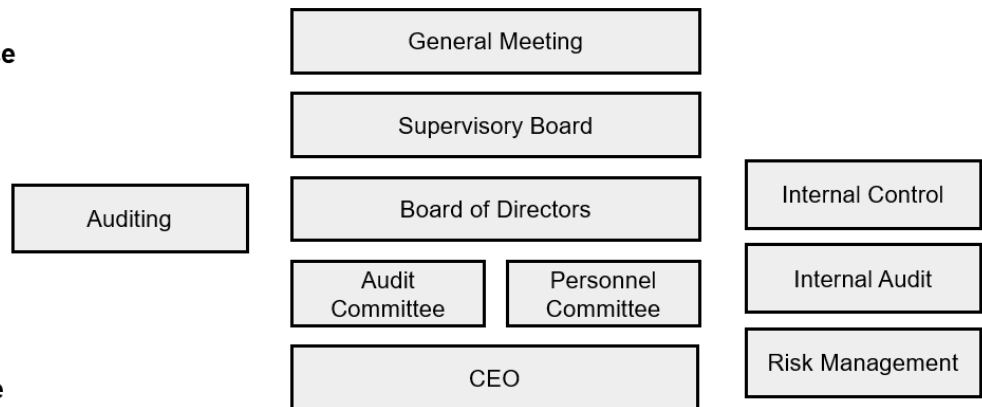 General Meeting
Supervisory Board
Auditing
Board of Directors
Internal Control
Audit
Committee
Personnel
Committee
Internal Audit
CEO
Risk Management